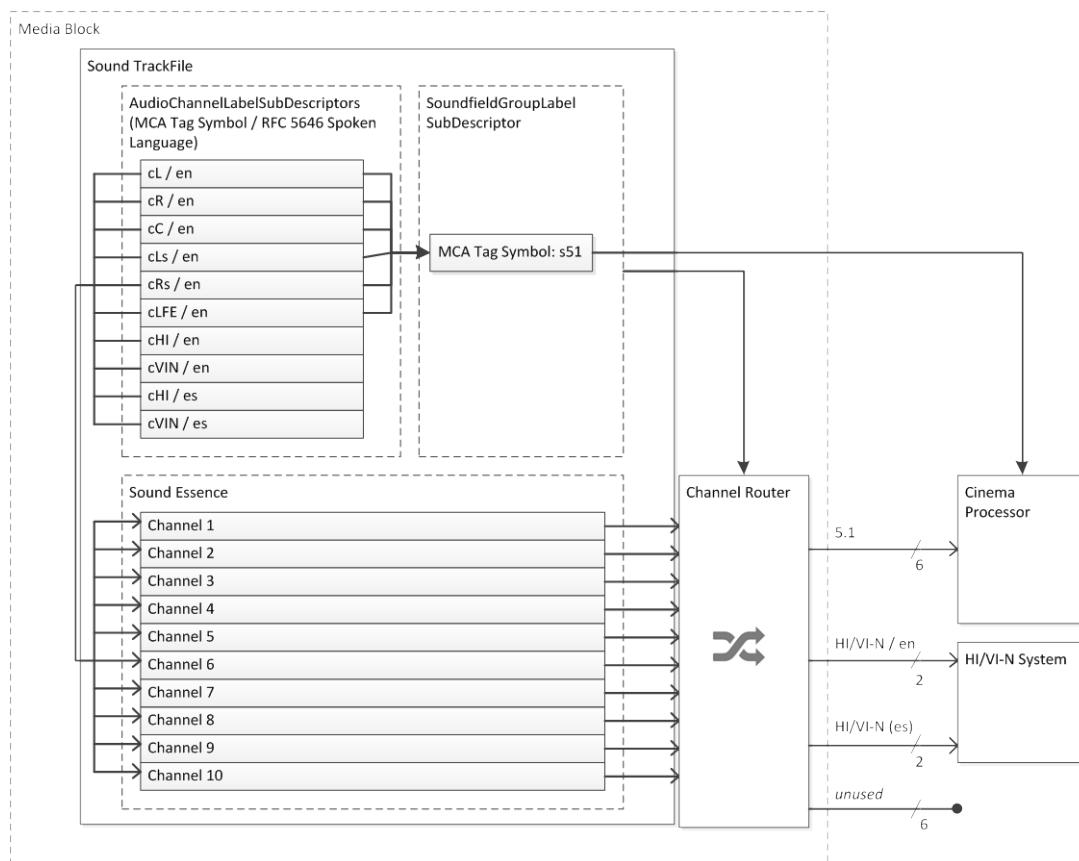 Media Block
Sound TrackFile
AudioChannelLabelSubDescriptors
(MCA Tag Symbol / RFC 5646 Spoken
Language)
cL / en
cR / en
cC / en
cLs / en
cRs / en
cLFE / en
cHI / en
cVIN / en
cHI / es
cVIN / es
SoundfieldGroupLabel
SubDescriptor
MCA Tag Symbol: s51
Sound Essence
Channel 1
Channel 2
Channel 3
Channel 4
Channel 5
Channel 6
Channel 7
Channel 8
Channel 9
Channel 10
Channel Router
5.1
6
HI/VI-N / en
2
HI/VI-N (es)
2
unused
6
Cinema
Processor
HI/VI-N System